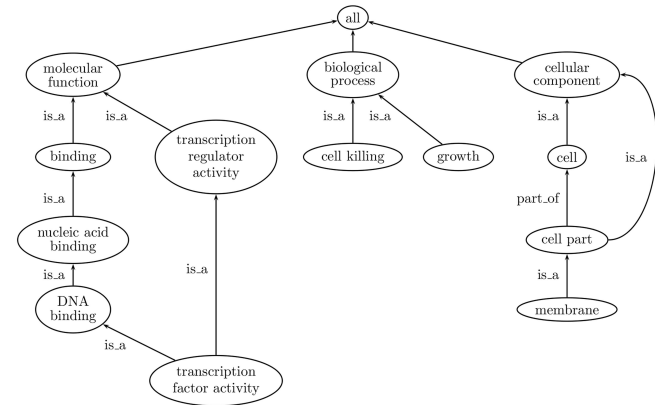 all
molecular
function
biological
process
cellular
component
is_a
is_a
is_a
is_a
is_a
binding
transcription
regulator
activity
cell killing
growth
cell
is_a
is_a
part_of
nucleic acid
binding
cell part
is_a
is_a
is_a
DNA
binding
membrane
is_a
transcription
factor activity